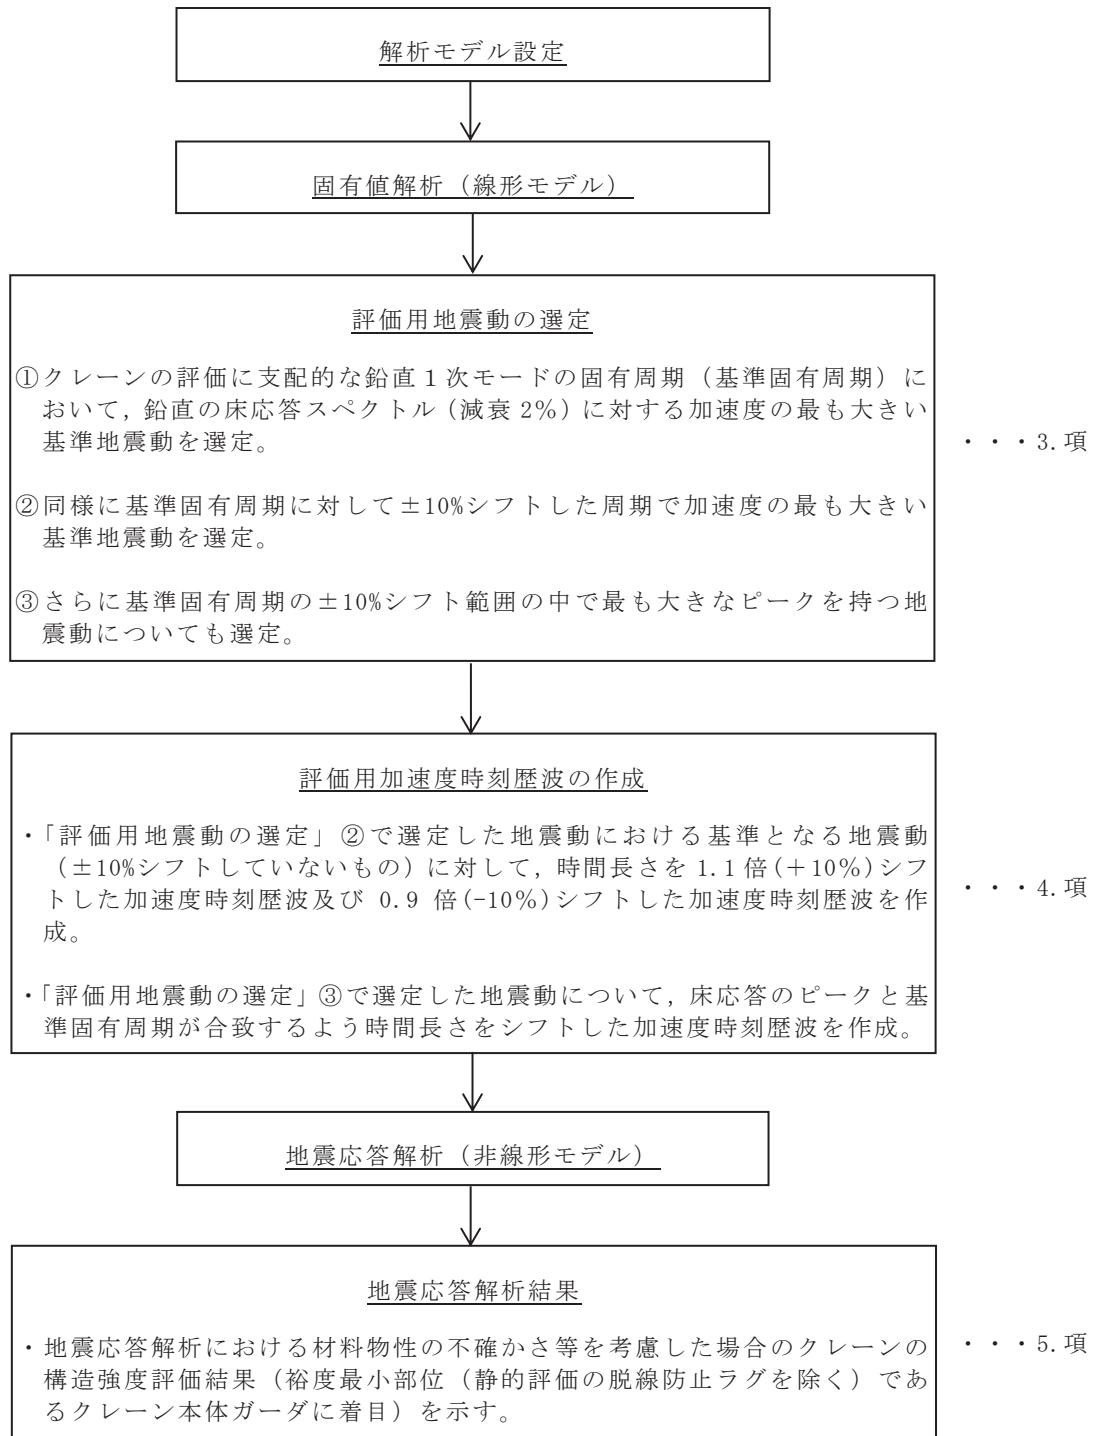 解析モデル設定
固有値解析（線形モデル）
評価用地震動の選定
①クレーンの評価に支配的な鉛直１次モードの固有周期（基準固有周期）に
おいて，鉛直の床応答スペクトル（減衰 2%）に対する加速度の最も大きい
基準地震動を選定。
・・・3.項
②同様に基準固有周期に対して±10%シフトした周期で加速度の最も大きい
基準地震動を選定。
③さらに基準固有周期の±10%シフト範囲の中で最も大きなピークを持つ地
震動についても選定。
評価用加速度時刻歴波の作成
・「評価用地震動の選定」②で選定した地震動における基準となる地震動
（±10%シフトしていないもの）に対して，時間長さを 1.1 倍(＋10％)シフ
トした加速度時刻歴波及び 0.9 倍(-10％)シフトした加速度時刻歴波を作
成。
・・・4.項
・「評価用地震動の選定」③で選定した地震動について，床応答のピークと基
準固有周期が合致するよう時間長さをシフトした加速度時刻歴波を作成。
地震応答解析（非線形モデル）
地震応答解析結果
・地震応答解析における材料物性の不確かさ等を考慮した場合のクレーンの
構造強度評価結果（裕度最小部位（静的評価の脱線防止ラグを除く）であ
るクレーン本体ガーダに着目）を示す。
・・・5.項